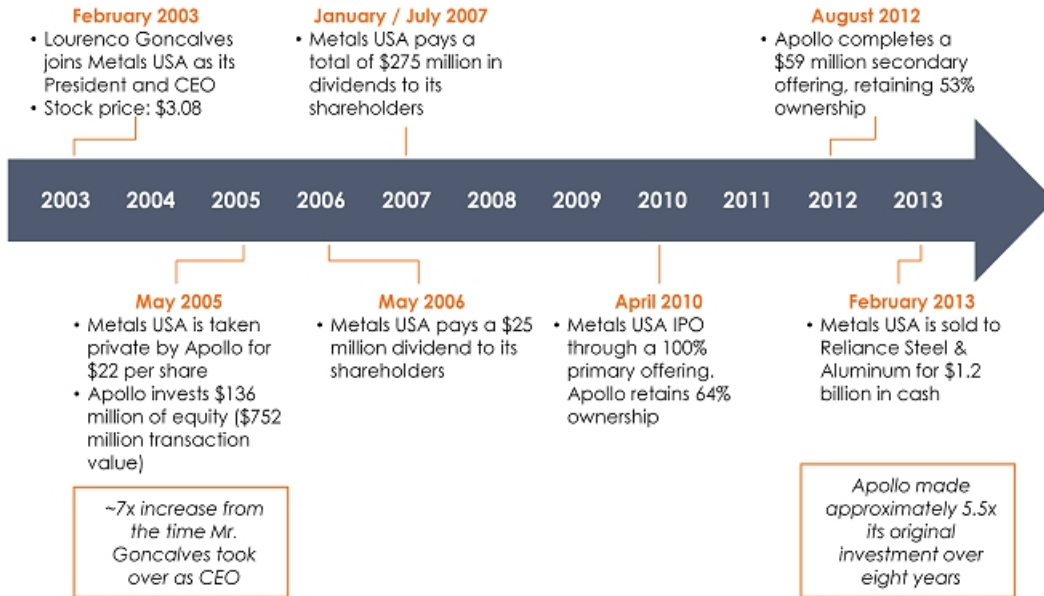 February 2003
• Lourenco Goncalves
joins Metals USA as its
President and CEO
• Stock price: $3.08
January / July 2007
• Metals USA pays a
total of $275 million in
dividends to its
shareholders
August 2012
• Apollo completes a
$59 million secondary
offering, retaining 53%
ownership
2003 2004 2005 2006 2007 2008 2009 2010 2011 2012 2013
May 2005
• Metals USA is taken
private by Apollo for
$22 per share
• Apollo invests $136
million of equity ($752
million transaction
value)
May 2006
• Metals USA pays a $25
million dividend to its
shareholders
April 2010
• Metals USA IPO
through a 100%
primary offering.
Apollo retains 64%
ownership
February 2013
• Metals USA is sold to
Reliance Steel &
Aluminum for $1.2
billion in cash
~7x increase from
the time Mr.
Goncalves took
over as CEO
Apollo made
approximately 5.5x
its original
investment over
eight years